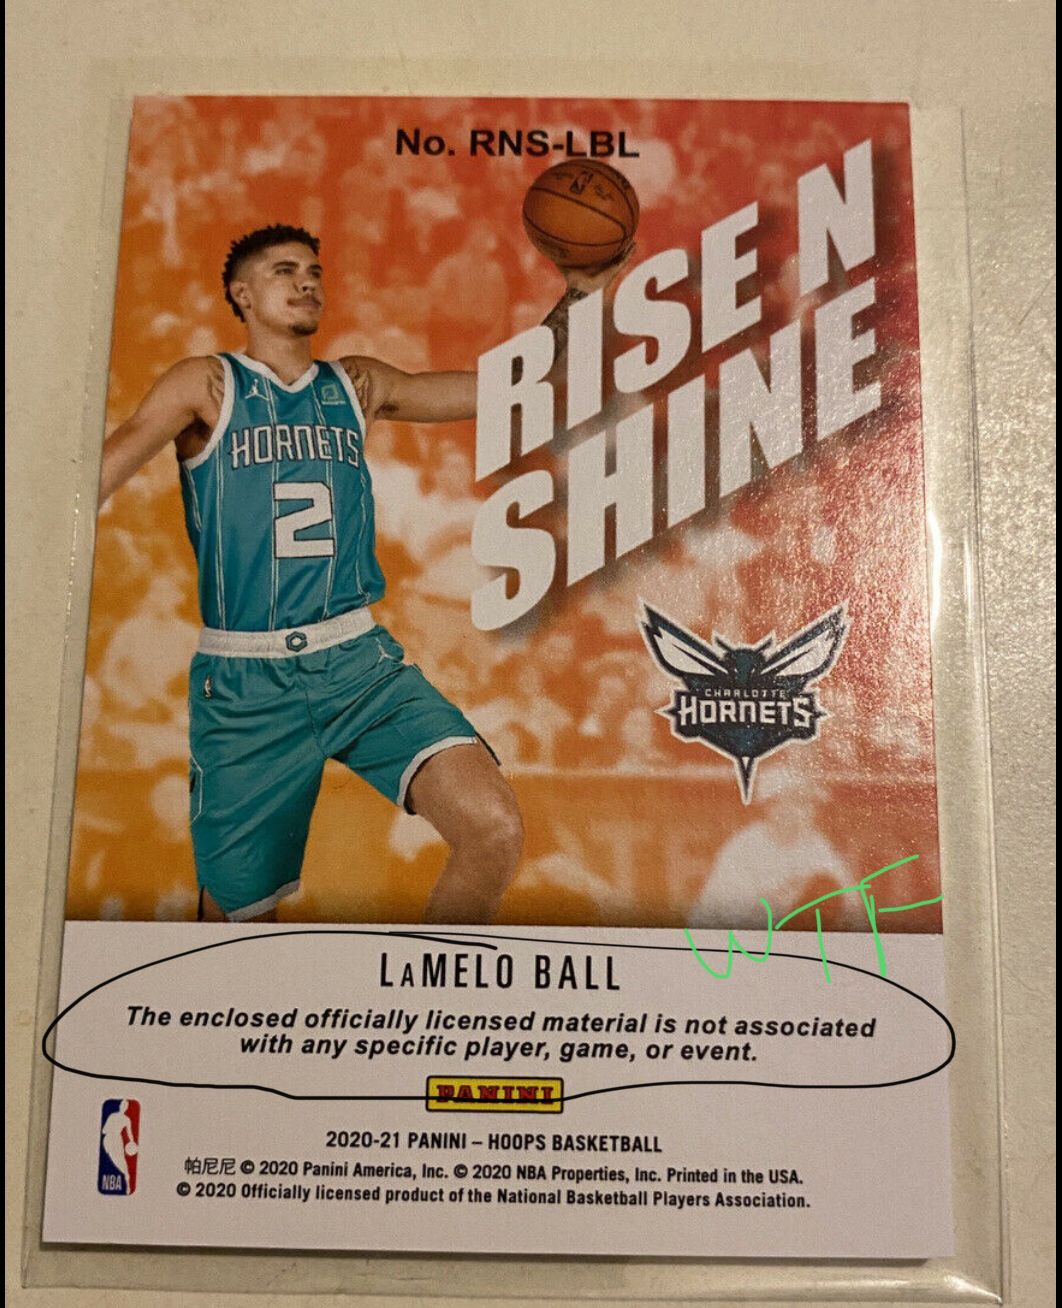 No. RNS-LBL
RISE N
SHINE
HORNETS
2
CHARLOTTE
HORNETS
WTF
LAMELO BALL
The enclosed officially licensed material is not associated
with any specific player, game, or event.
PANINI
NBA
2020-21 PANINI – HOOPS BASKETBALL
帕尼尼 © 2020 Panini America, Inc. © 2020 NBA Properties, Inc. Printed in the USA.
© 2020 Officially licensed product of the National Basketball Players Association.